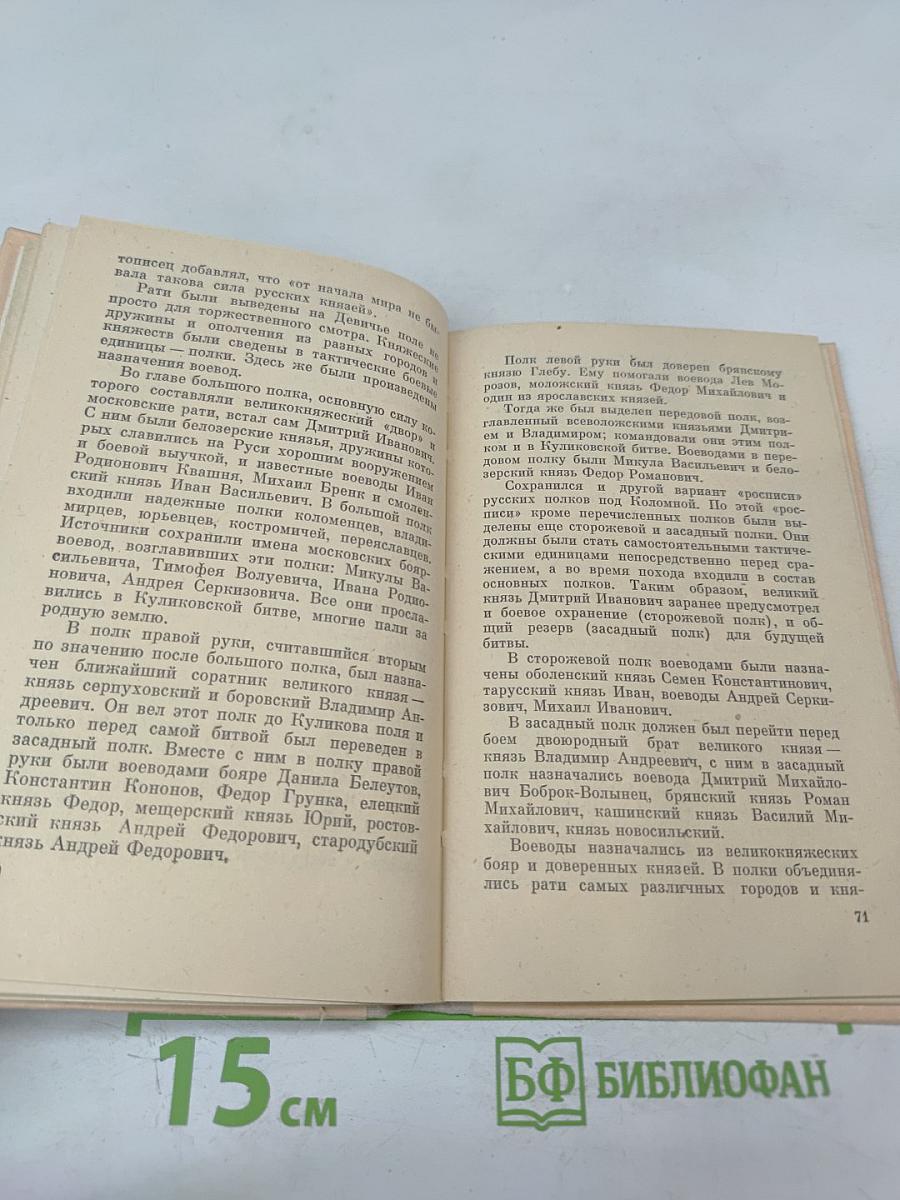 тописец добавлял, что «от начала мира не бы-
вала такова сила русских князей».
Рати были выведены на Девичье поле не
просто для торжественного смотра. Княжеские
дружины и ополчения из разных городов и
княжеств были сведены в тактические боевые
единицы — полки. Здесь же были произведены
назначения воевод.
Во главе большого полка, основную силу ко-
торого составляли великокняжеский «двор» и
московские рати, встал сам Дмитрий Иванович.
С ним были белозерские князья, дружины кото-
рых славились на Руси хорошим вооружением
и боевой выучкой, и известные воеводы Иван
Родионович Квашня, Михаил Бренк и смолен-
ский князь Иван Васильевич. В большой полк
входили надежные полки коломенцев, влади-
мирцев, юрьевцев, костромичей, переяславцев.
Источники сохранили имена московских бояр-
воевод, возглавивших эти полки: Микулы Ва-
сильевича, Тимофея Волуевича, Ивана Родио-
новича, Андрея Серкизовича. Все они просла-
вились в Куликовской битве, многие пали за
родную землю.
В полк правой руки, считавшийся вторым
по значению после большого полка, был назна-
чен ближайший соратник великого князя —
князь серпуховский и боровский Владимир Ан-
дреевич. Он вел этот полк до Куликова поля и
только перед самой битвой был переведен в
засадный полк. Вместе с ним в полку правой
руки были воеводами бояре Данила Белеутов,
Константин Кононов, Федор Грунка, елецкий
князь Федор, мещерский князь Юрий, ростов-
ский князь Андрей Федорович, стародубский
князь Андрей Федорович.
Полк левой руки был доверен брянскому
князю Глебу. Ему помогали воевода Лев Мо-
розов, моложский князь Федор Михайлович и
один из ярославских князей.
Тогда же был выделен передовой полк, воз-
главленный всеволожскими князьями Дмитри-
ем и Владимиром; командовали они этим пол-
ком и в Куликовской битве. Воеводами в пере-
довом полку были Микула Васильевич и бело-
зерский князь Федор Романович.
Сохранился и другой вариант «росписи»
русских полков под Коломной. По этой «рос-
писи» кроме перечисленных полков были вы-
делены еще сторожевой и засадный полки. Они
должны были стать самостоятельными тактиче-
скими единицами непосредственно перед сра-
жением, а во время похода входили в состав
основных полков. Таким образом, великий
князь Дмитрий Иванович заранее предусмотрел
и боевое охранение (сторожевой полк), и об-
щий резерв (засадный полк) для будущей
битвы.
В сторожевой полк воеводами были назна-
чены оболенский князь Семен Константинович,
тарусский князь Иван, воеводы Андрей Серки-
зович, Михаил Иванович.
В засадный полк должен был перейти перед
боем двоюродный брат великого князя —
князь Владимир Андреевич, с ним в засадный
полк назначались воевода Дмитрий Михайло-
вич Боброк-Волынец, брянский князь Роман
Михайлович, кашинский князь Василий Ми-
хайлович, князь новосильский.
Воеводы назначались из великокняжеских
бояр и доверенных князей. В полки объединя-
лись рати самых различных городов и кня-
71
15 см
БФ БИБЛИОФАН